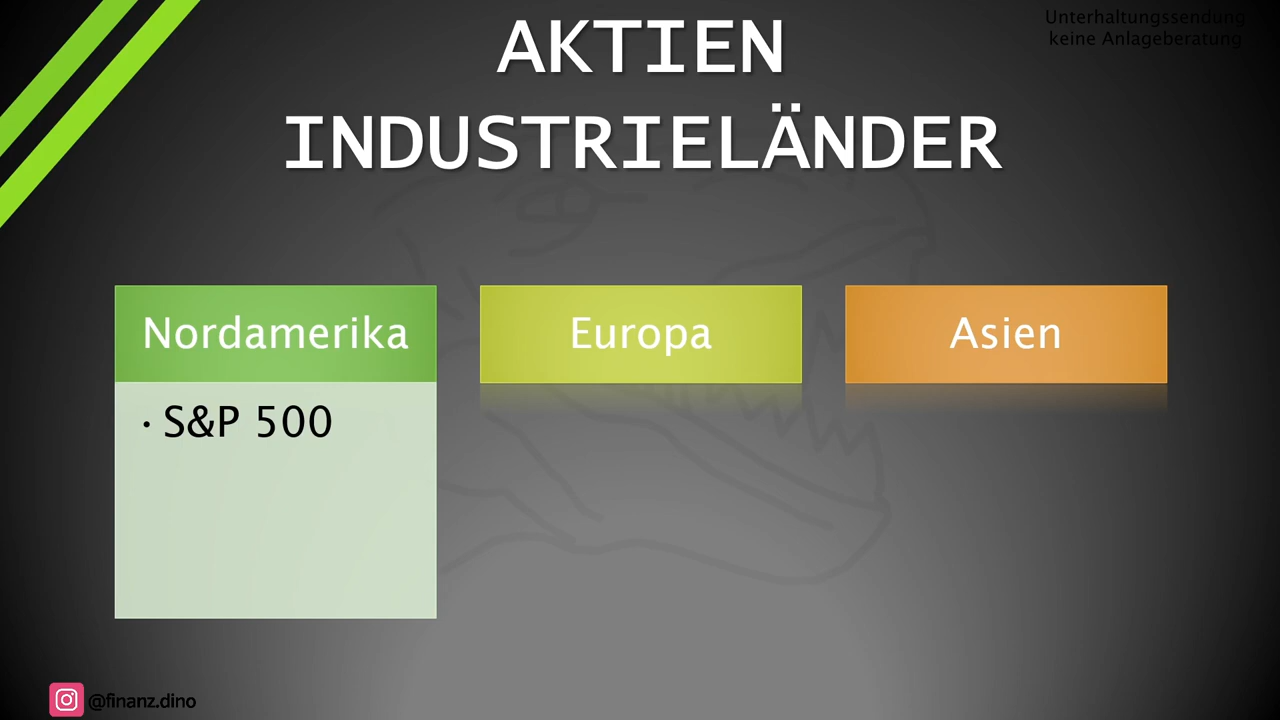 Unterhaltungssendung
keine Anlageberatung
AKTIEN
INDUSTRIELÄNDER
Nordamerika
· S&P 500
Europa
Asien
@finanz.dino